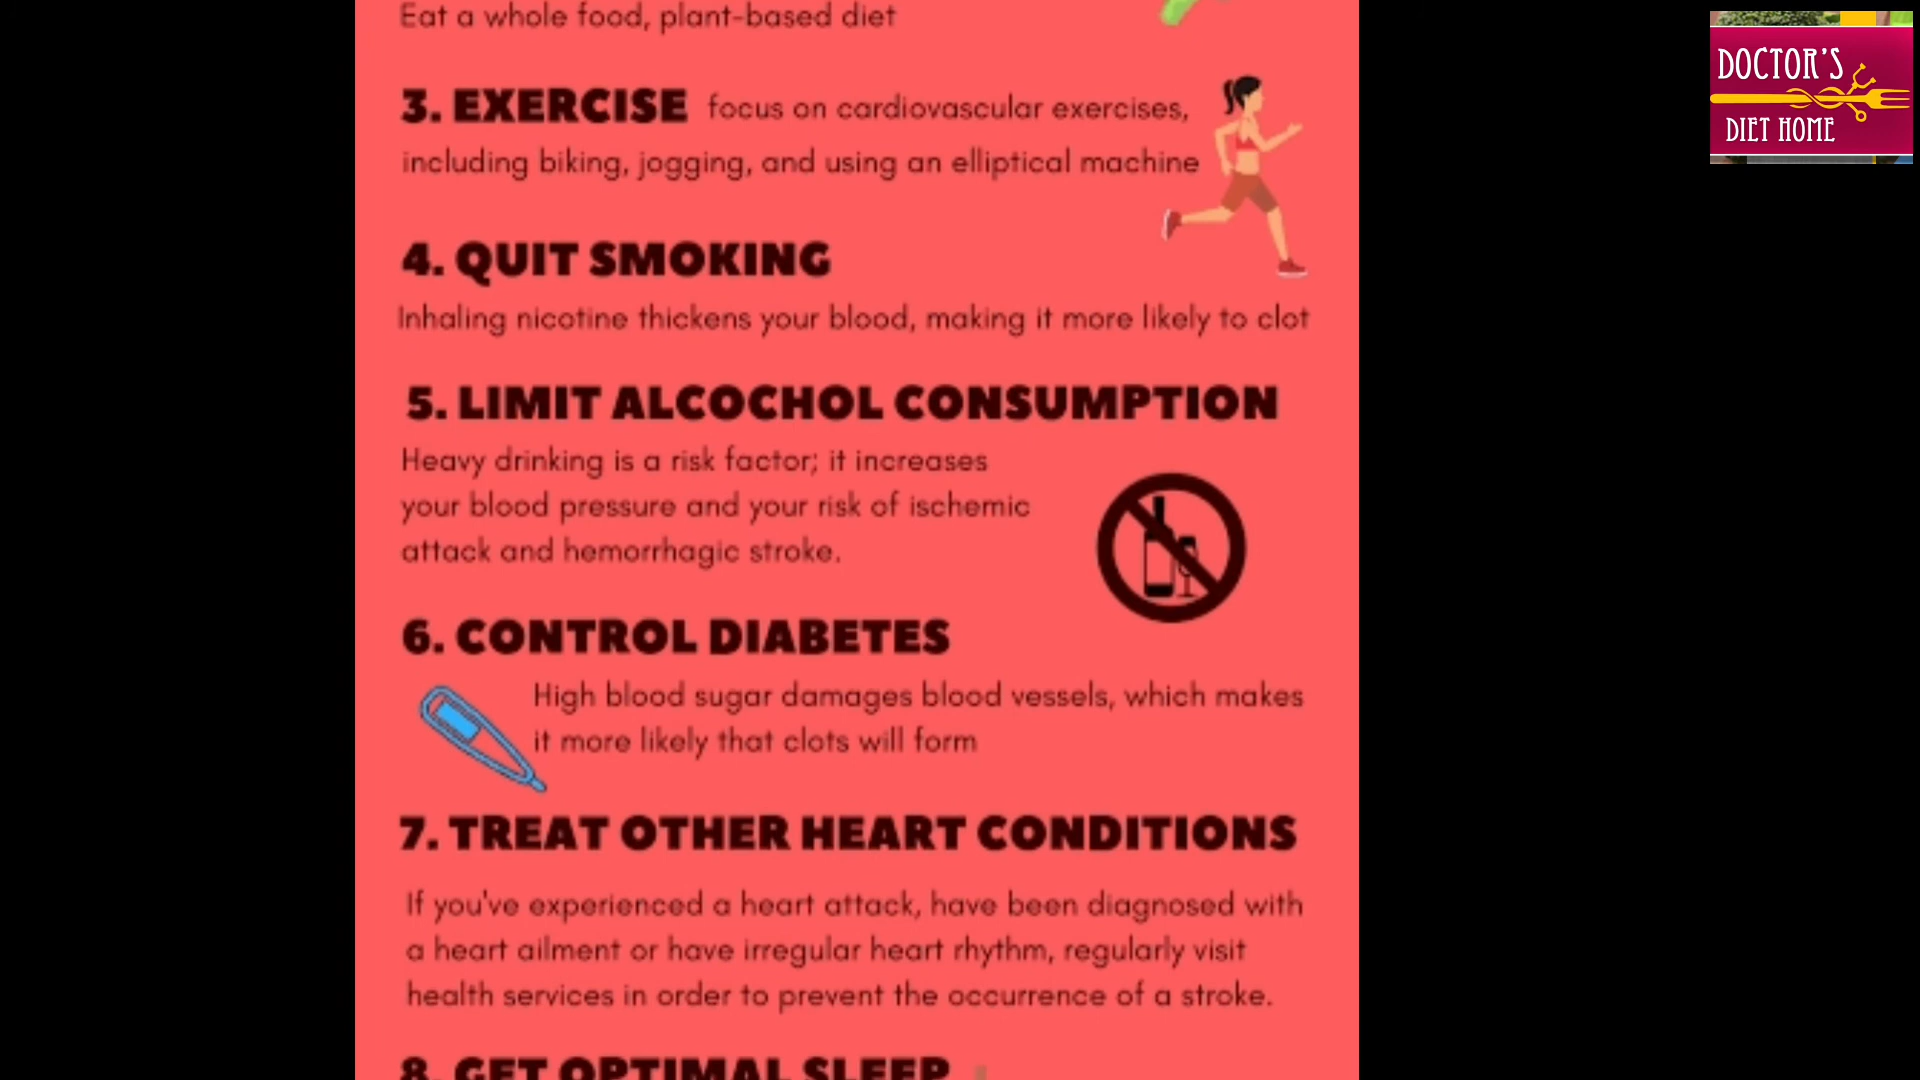 Eat a whole food, plant-based diet
3. EXERCISE focus on cardiovascular exercises,
including biking, jogging, and using an elliptical machine
4. QUIT SMOKING
Inhaling nicotine thickens your blood, making it more likely to clot
5. LIMIT ALCOCHOL CONSUMPTION
Heavy drinking is a risk factor; it increases
your blood pressure and your risk of ischemic
attack and hemorrhagic stroke.
6. CONTROL DIABETES
High blood sugar damages blood vessels, which makes
it more likely that clots will form
7. TREAT OTHER HEART CONDITIONS
If you've experienced a heart attack, have been diagnosed with
a heart ailment or have irregular heart rhythm, regularly visit
health services in order to prevent the occurrence of a stroke.
8. GET OPTIMAL SLEEP
DOCTOR'S
DIET HOME